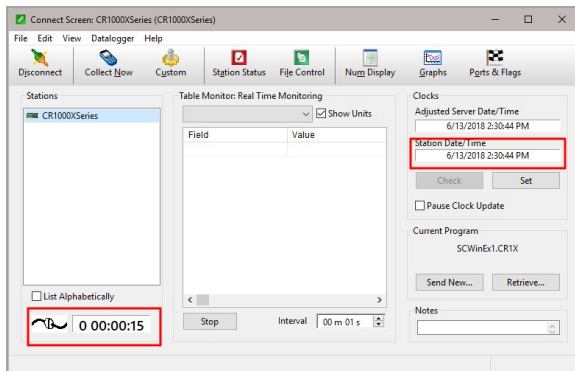 Connect Screen: CR1000XSeries (CR1000XSeries)
File Edit View Datalogger Help
Disconnect Collect Now Custom Station Status File Control Num Display Graphs Ports & Flags
Stations
CR1000XSeries
List Alphabetically
0 00:00:15
Table Monitor: Real Time Monitoring
Show Units
Field Value
Stop Interval 00 m 01 s
Clocks
Adjusted Server Date/Time
6/13/2018 2:30:44 PM
Station Date/Time
6/13/2018 2:30:44 PM
Check Set
Pause Clock Update
Current Program
SCWinEx1.CR1X
Send New... Retrieve...
Notes